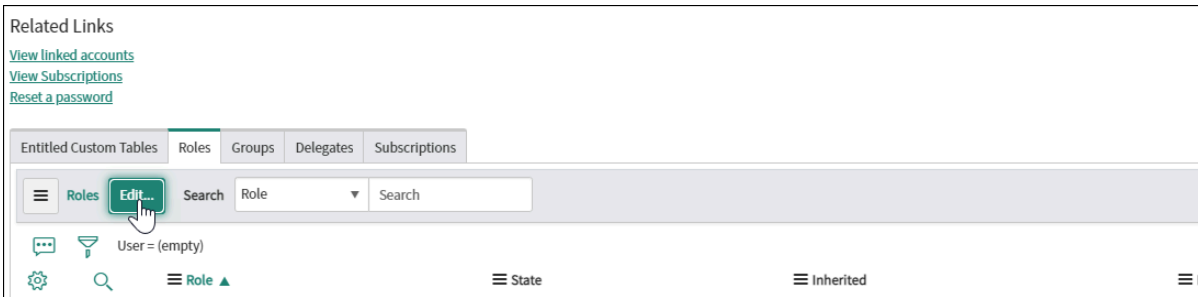 Related Links
View linked accounts
View Subscriptions
Reset a password
Entitled Custom Tables Roles Groups Delegates Subscriptions
Roles Edit... Search Role Search
User = (empty)
Role State Inherited